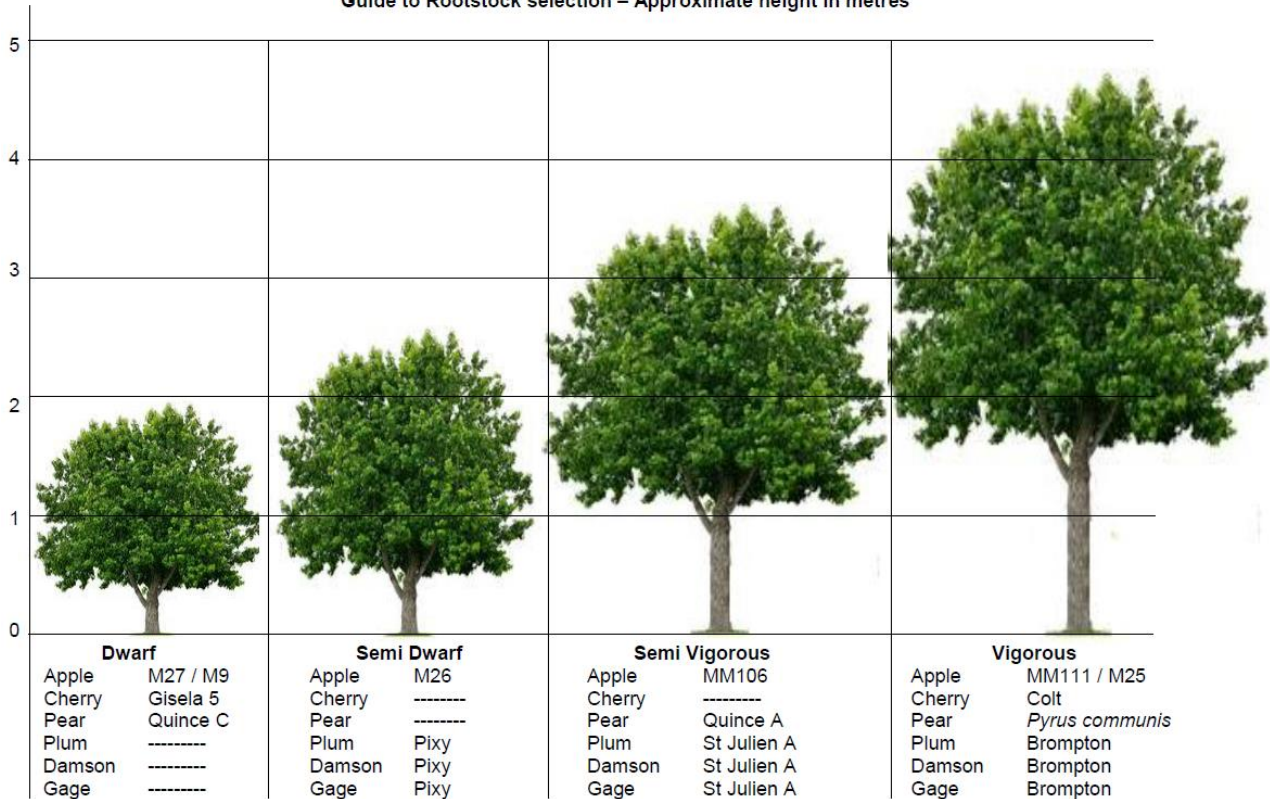 Guide to Rootstock selection – Approximate height in metres
5
4
3
2
1
0
Dwarf
Apple M27 / M9
Cherry Gisela 5
Pear Quince C
Plum ---------
Damson ---------
Gage ---------
Semi Dwarf
Apple M26
Cherry --------
Pear --------
Plum Pixy
Damson Pixy
Gage Pixy
Semi Vigorous
Apple MM106
Cherry ---------
Pear Quince A
Plum St Julien A
Damson St Julien A
Gage St Julien A
Vigorous
Apple MM111 / M25
Cherry Colt
Pear Pyrus communis
Plum Brompton
Damson Brompton
Gage Brompton